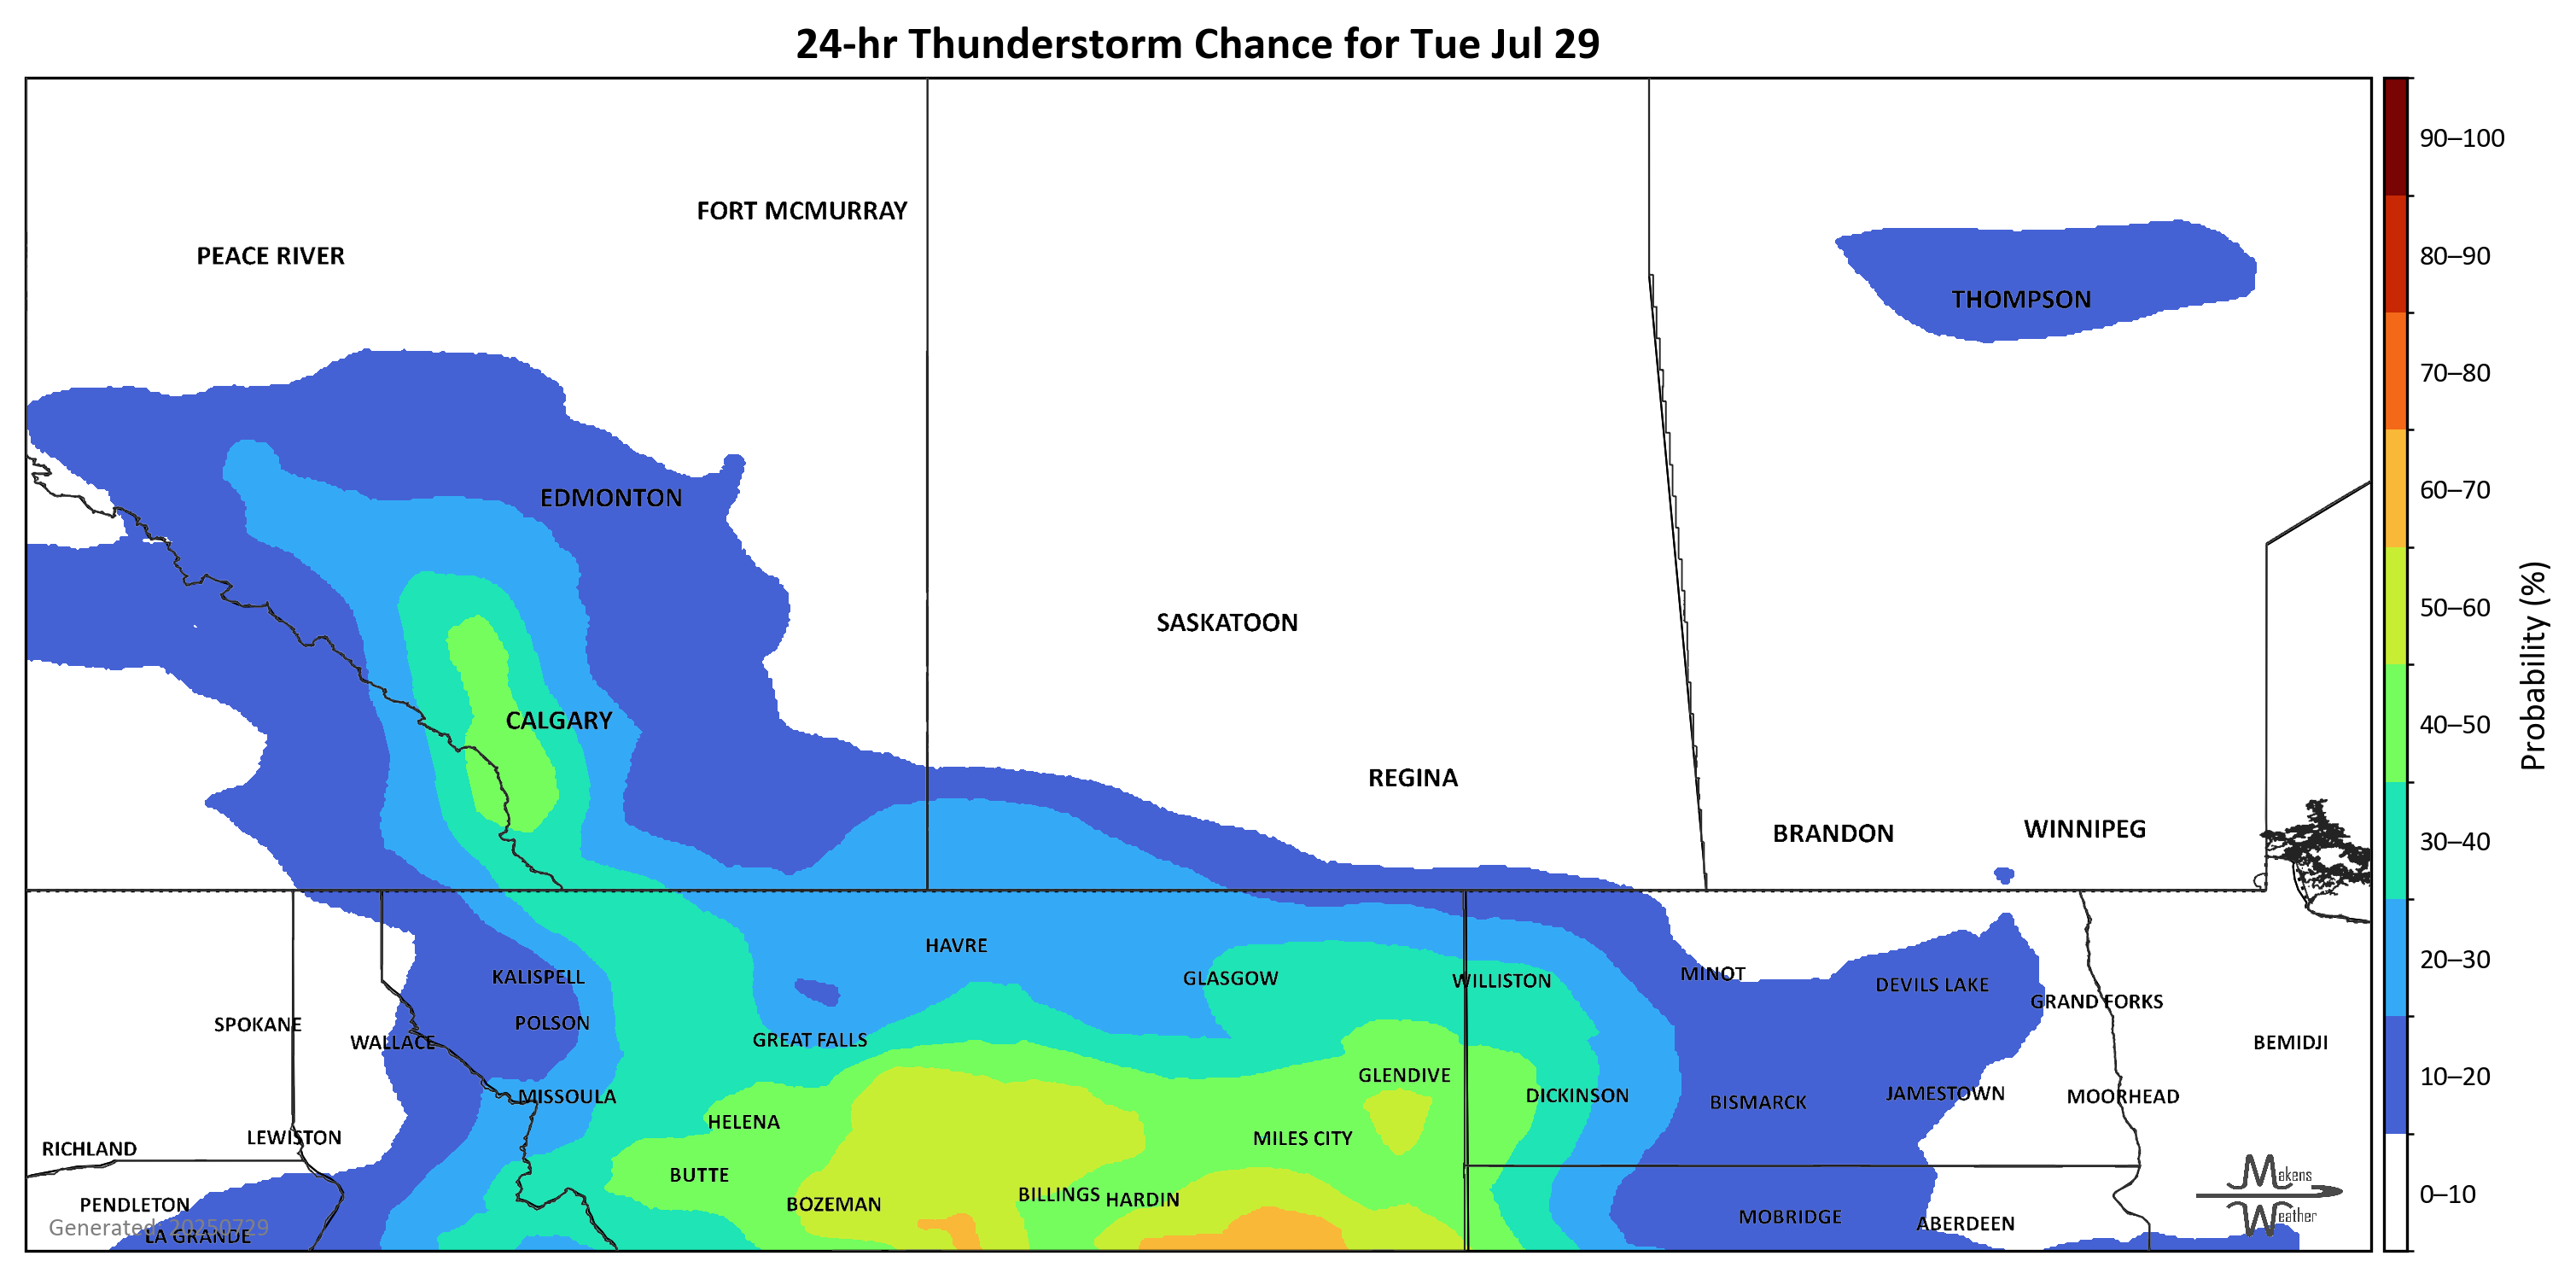 24-hr Thunderstorm Chance for Tue Jul 29
90–100
FORT MCMURRAY
PEACE RIVER
80–90
THOMPSON
70–80
EDMONTON
60–70
SASKATOON
50–60
Probability (%)
CALGARY
40–50
REGINA
WINNIPEG
BRANDON
30–40
HAVRE
20–30
KALISPELL
GLASGOW
WILLISTON
MINOT
DEVILS LAKE
GRAND FORKS
SPOKANE
POLSON
WALLACE
GREAT FALLS
BEMIDJI
GLENDIVE
10–20
MISSOULA
DICKINSON
BISMARCK
JAMESTOWN
MOORHEAD
HELENA
LEWISTON
MILES CITY
RICHLAND
BUTTE
Makens
Weather
PENDLETON
BOZEMAN
BILLINGS
HARDIN
0–10
MOBRIDGE
ABERDEEN
Generated: 20250729
LA GRANDE